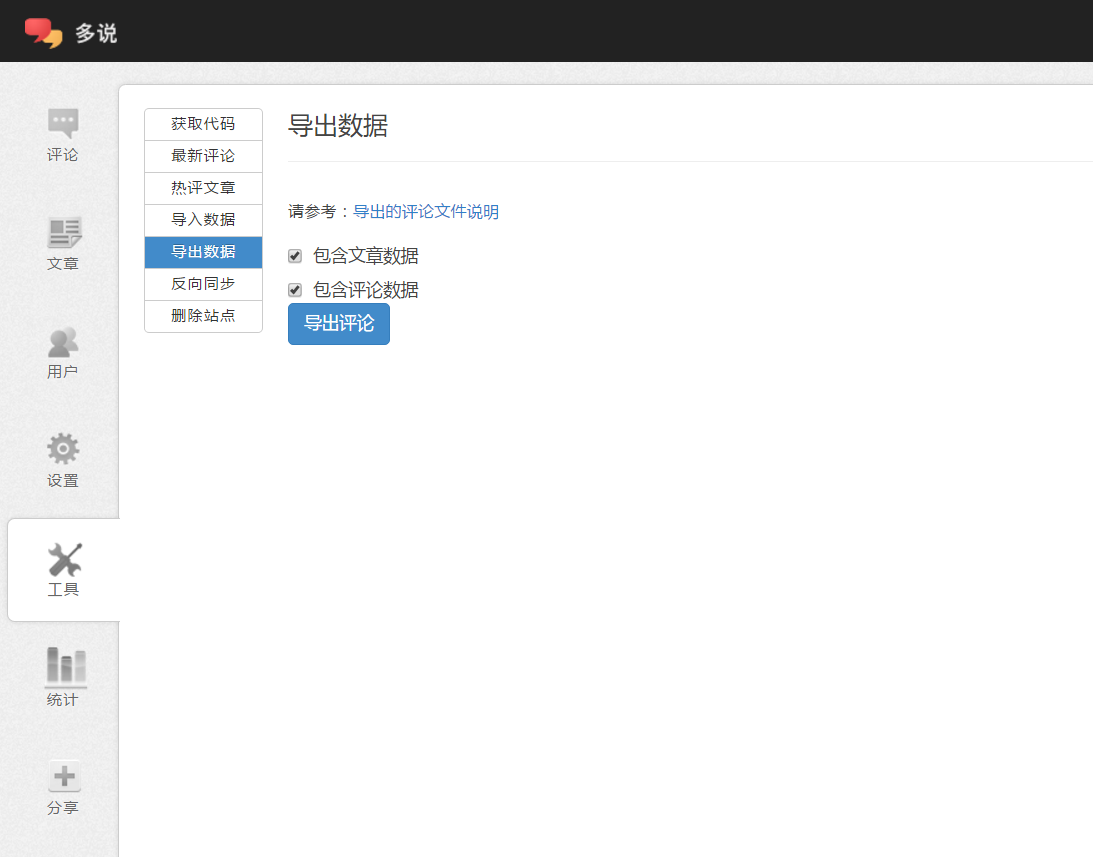 多说
评论
文章
用户
设置
工具
统计
分享
获取代码
最新评论
热评文章
导入数据
导出数据
反向同步
删除站点
导出数据
请参考：导出的评论文件说明
包含文章数据
包含评论数据
导出评论